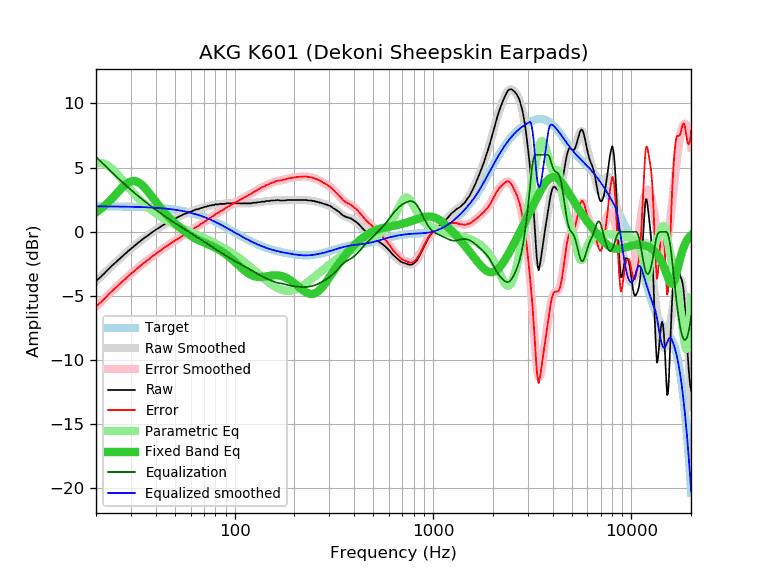 AKG K601 (Dekoni Sheepskin Earpads)
Amplitude (dBr)
10
5
0
−5
−10
−15
−20
Target
Raw Smoothed
Error Smoothed
Raw
Error
Parametric Eq
Fixed Band Eq
Equalization
Equalized smoothed
100
1000
10000
Frequency (Hz)